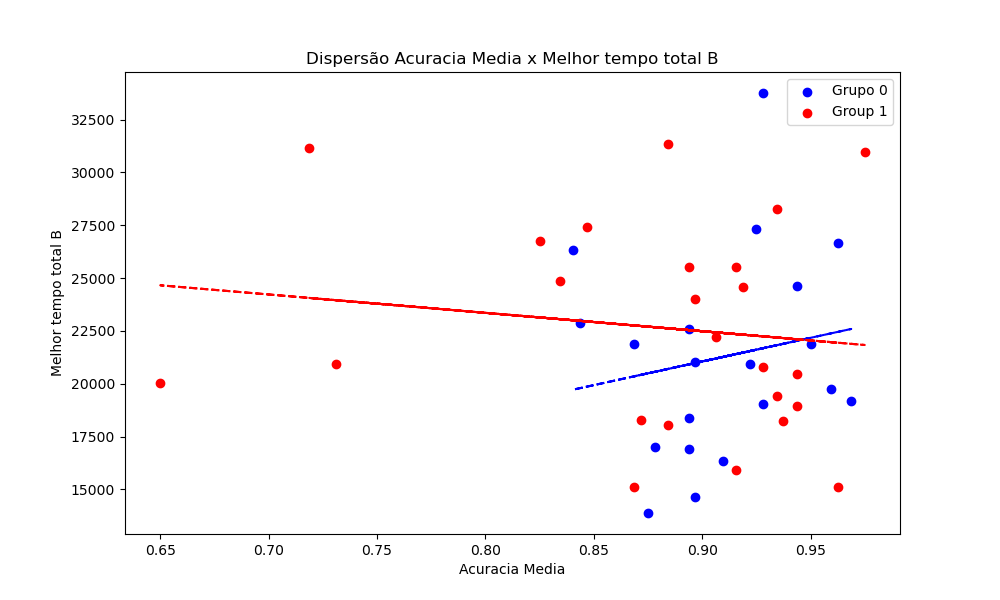 Dispersão Acuracia Media x Melhor tempo total B
Grupo 0
Group 1
32500
30000
27500
25000
22500
20000
17500
15000
Melhor tempo total B
0.65 0.70 0.75 0.80 0.85 0.90 0.95
Acuracia Media